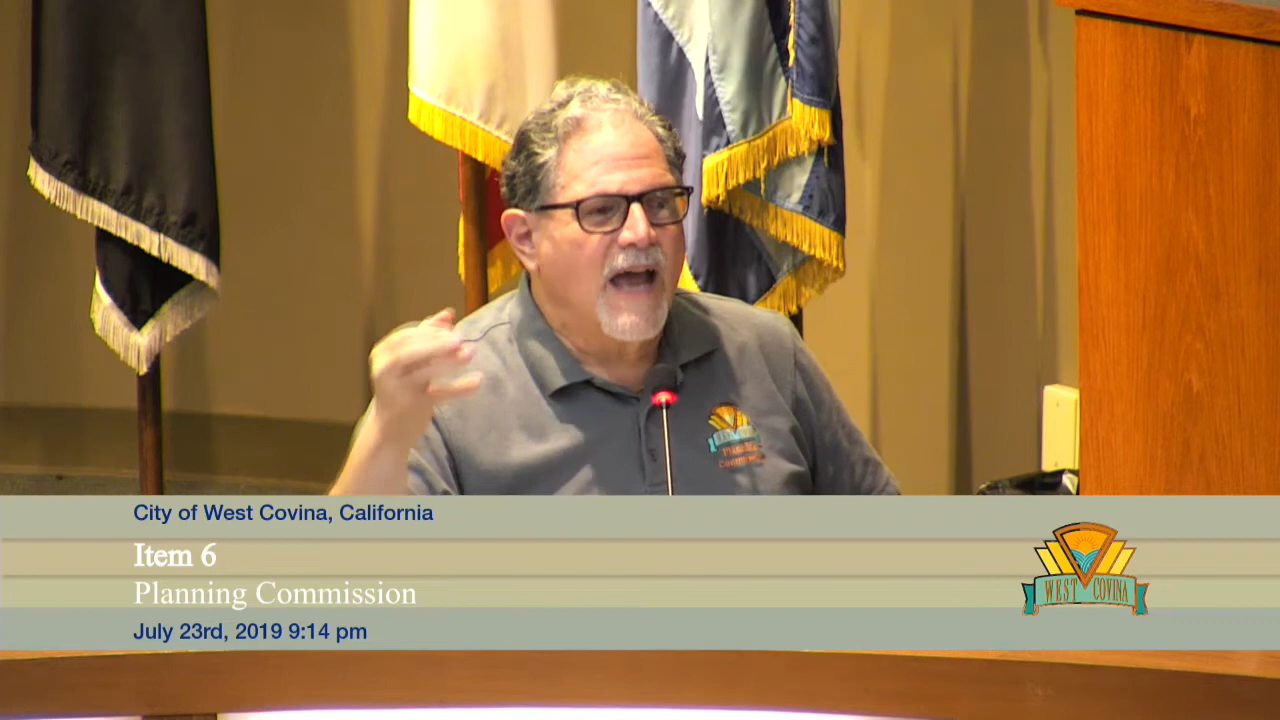 City of West Covina, California
Item 6
Planning Commission
July 23rd, 2019 9:14 pm
WEST COVINA